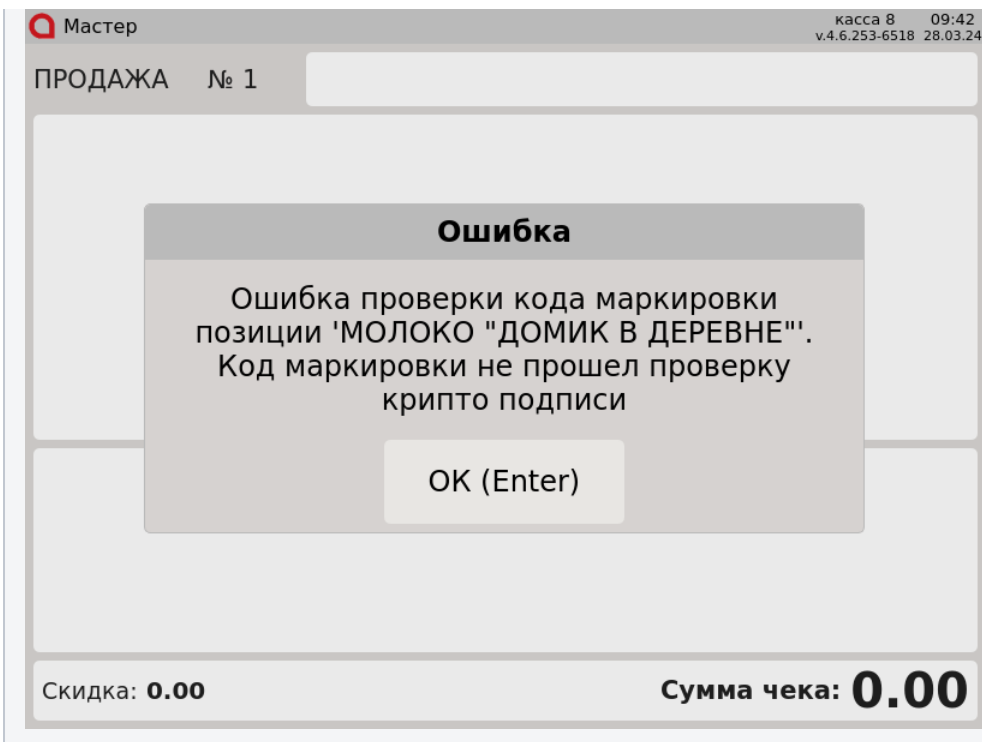 Мастер
касса 8 09:42
v.4.6.253-6518 28.03.24
ПРОДАЖА № 1
Ошибка
Ошибка проверки кода маркировки
позиции 'МОЛОКО "ДОМИК В ДЕРЕВНЕ"'.
Код маркировки не прошел проверку
крипто подписи
ОК (Enter)
Скидка: 0.00
Сумма чека: 0.00